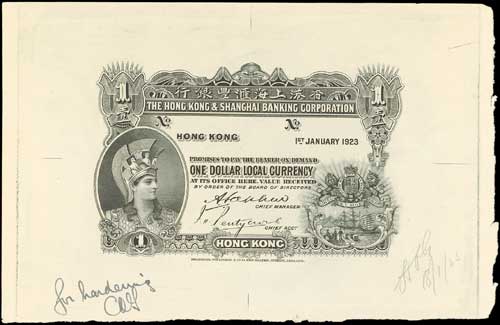 香港上海滙豐銀行
THE HONG KONG & SHANGHAI BANKING CORPORATION
1 1
No No
HONG KONG
1ST JANUARY 1923
PROMISES TO PAY THE BEARER ON DEMAND
ONE DOLLAR LOCAL CURRENCY
AT ITS OFFICE HERE, VALUE RECEIVED
BY ORDER OF THE BOARD OF DIRECTORS
CHIEF MANAGER
CHIEF ACCT
1
HONG KONG
for hardening